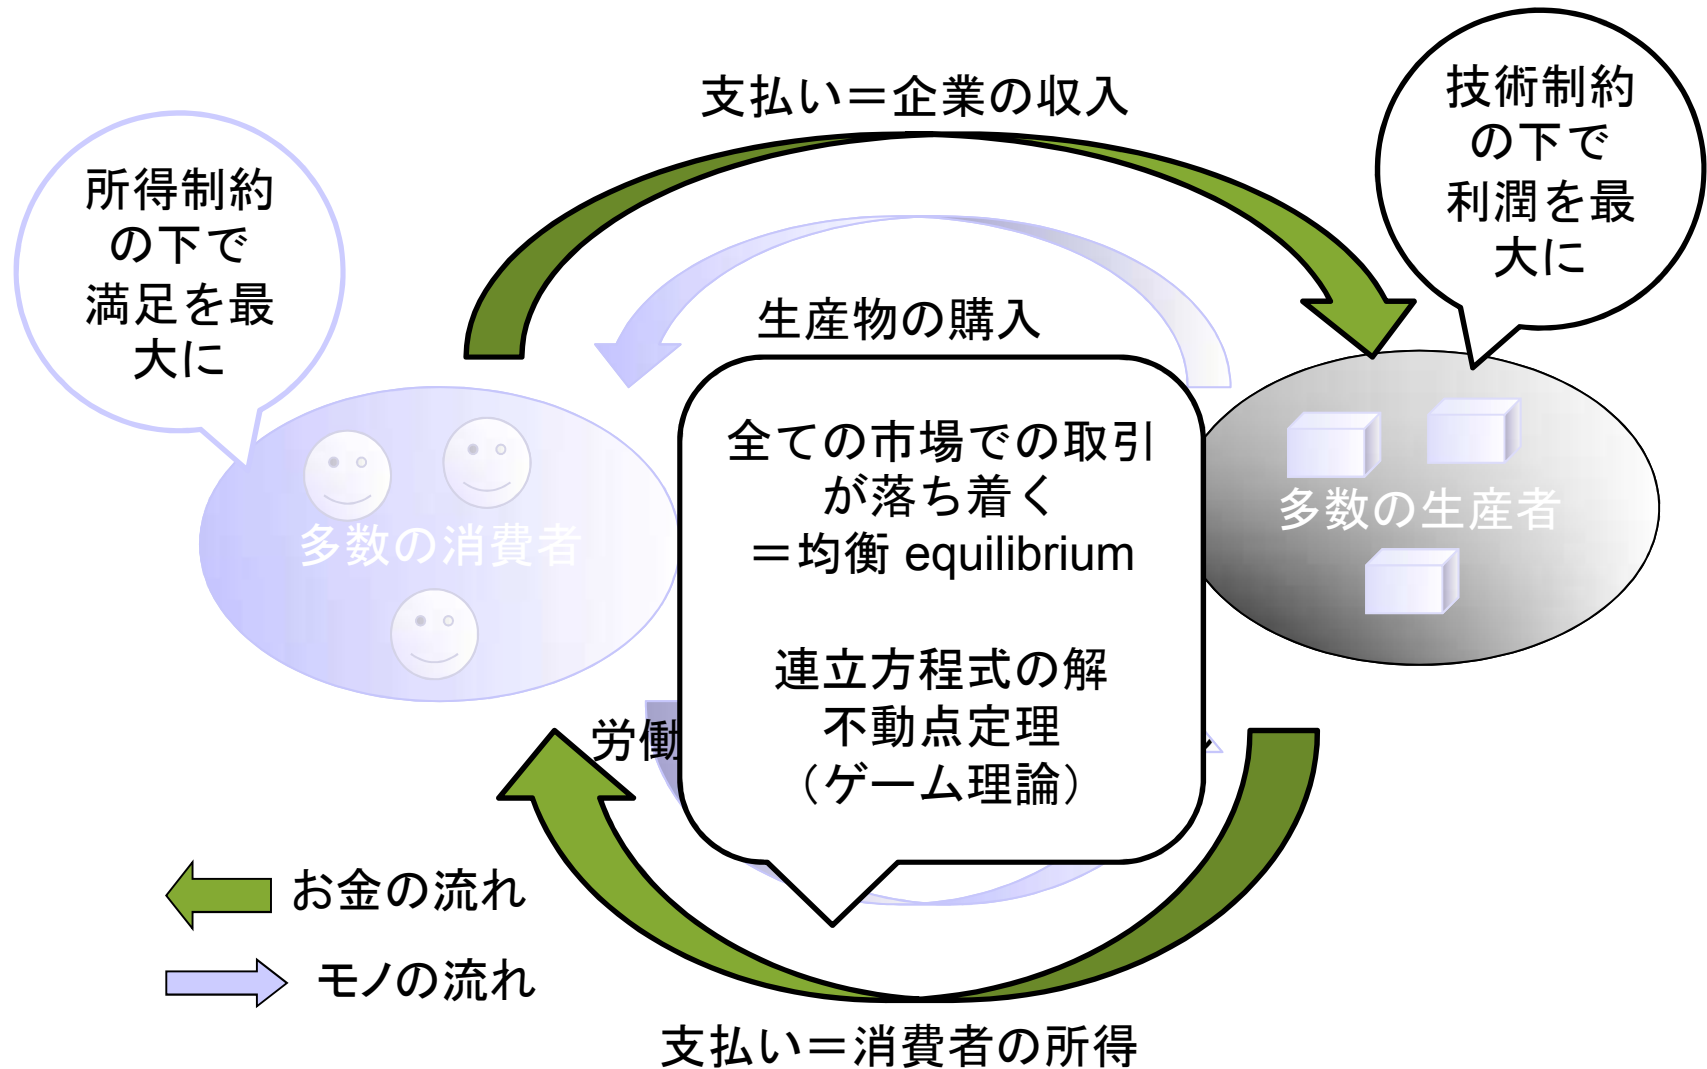 支払い＝企業の収入
技術制約
の下で
利潤を最
大に
所得制約
の下で
満足を最
大に
生産物の購入
全ての市場での取引
が落ち着く
＝均衡 equilibrium
連立方程式の解
不動点定理
（ゲーム理論）
多数の消費者
多数の生産者
労働
お金の流れ
モノの流れ
支払い＝消費者の所得